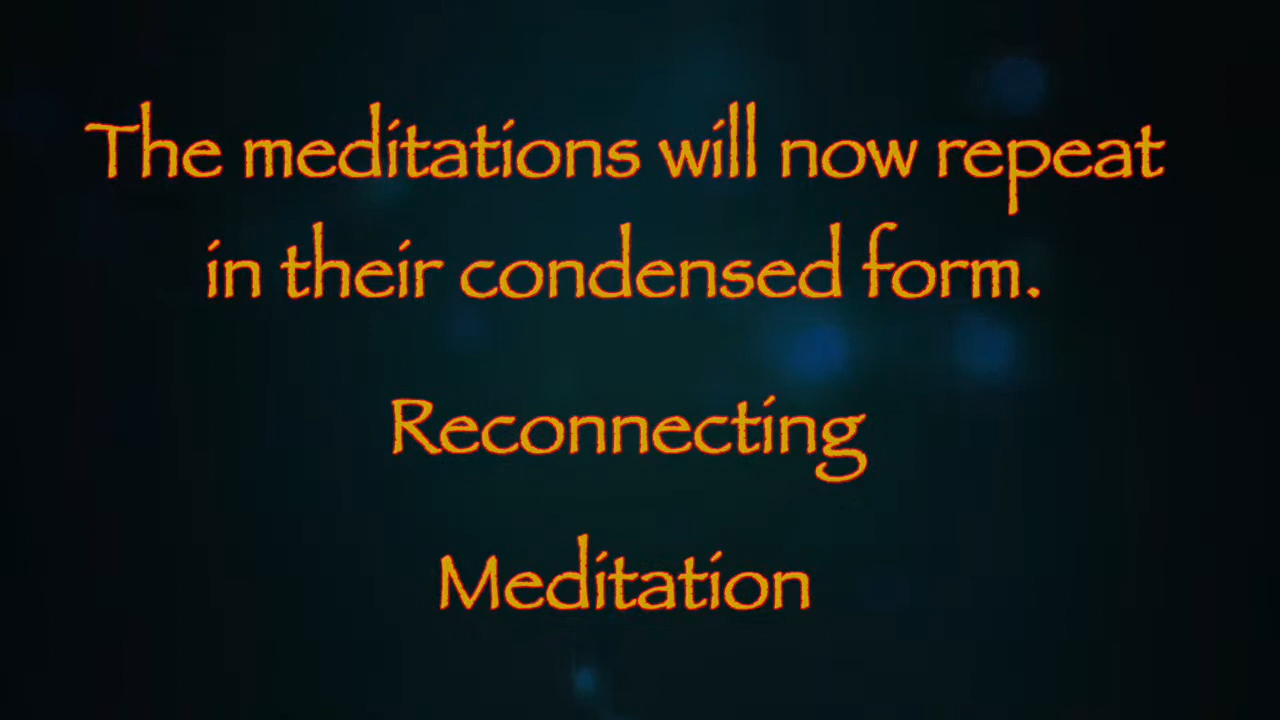 The meditations will now repeat
in their condensed form.
Reconnecting
Meditation